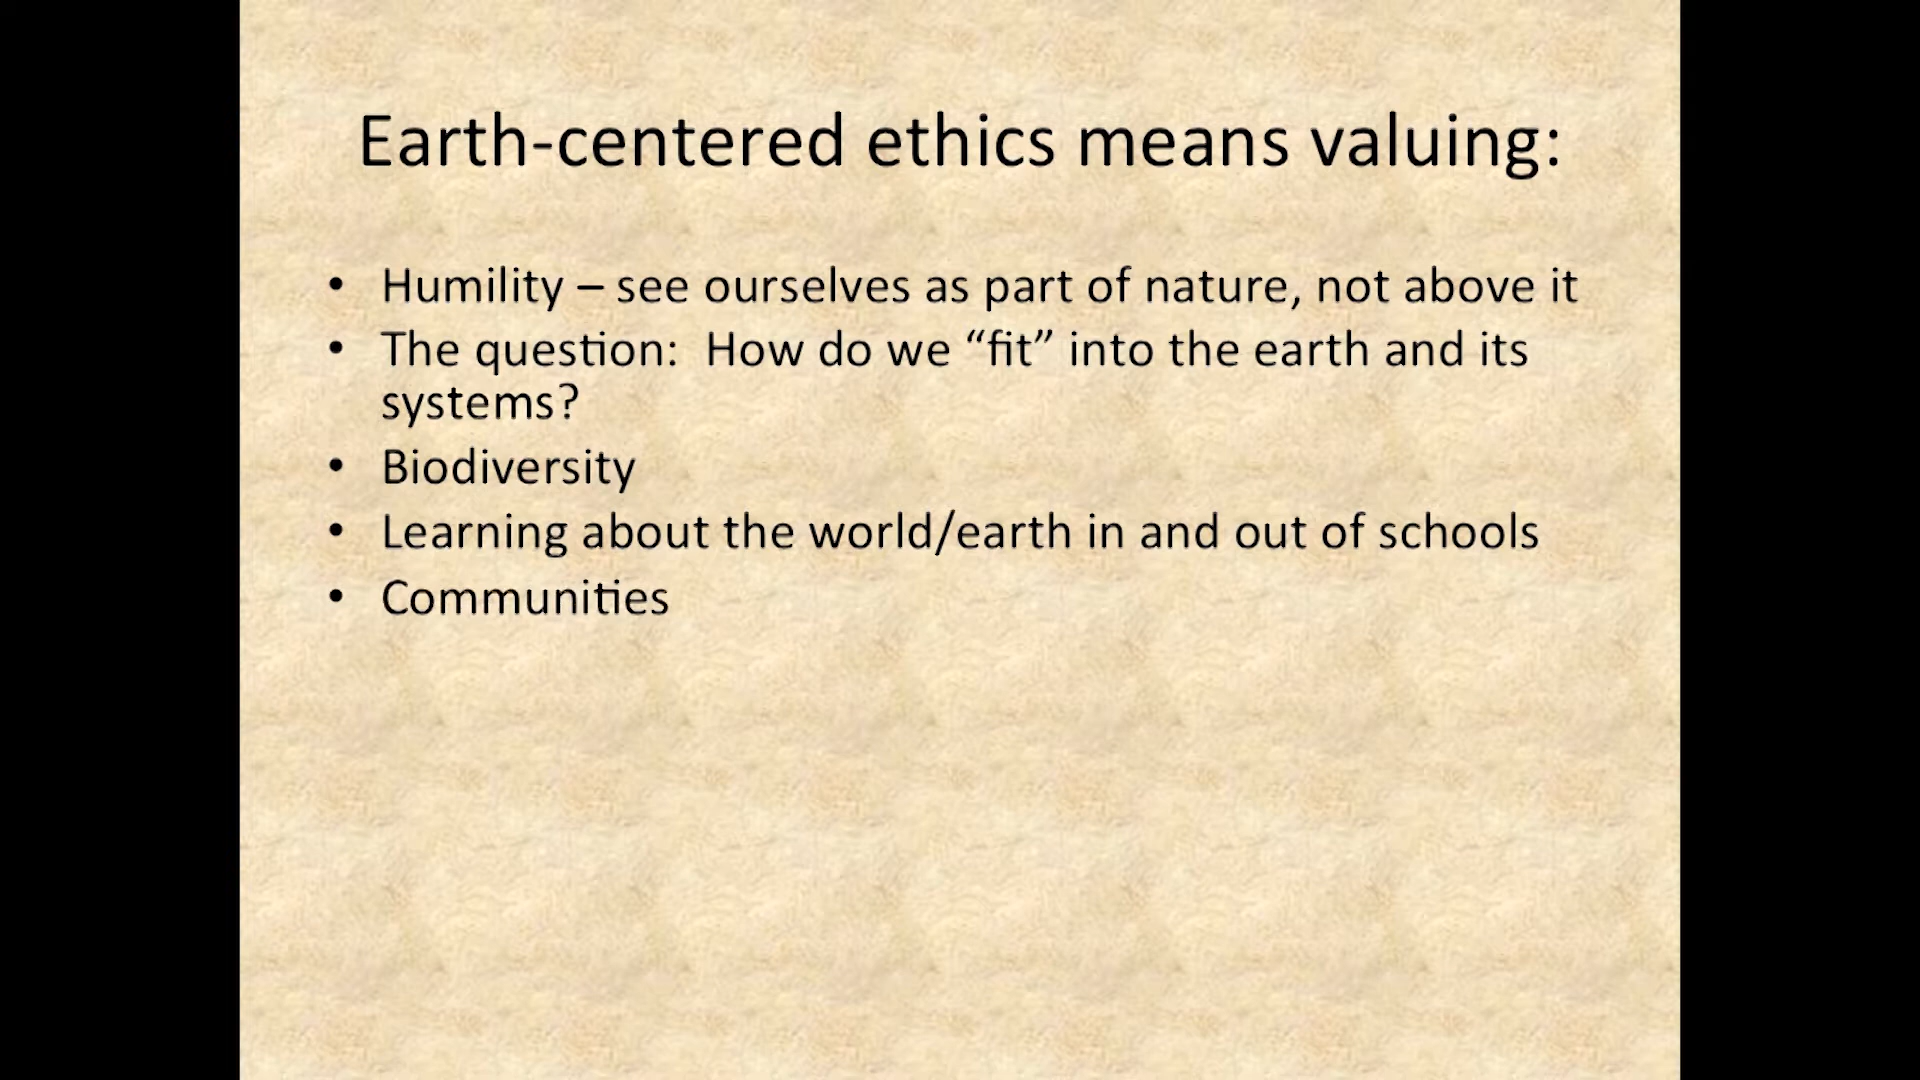 Earth-centered ethics means valuing:
• Humility – see ourselves as part of nature, not above it
• The question:  How do we “fit” into the earth and its
systems?
• Biodiversity
• Learning about the world/earth in and out of schools
• Communities